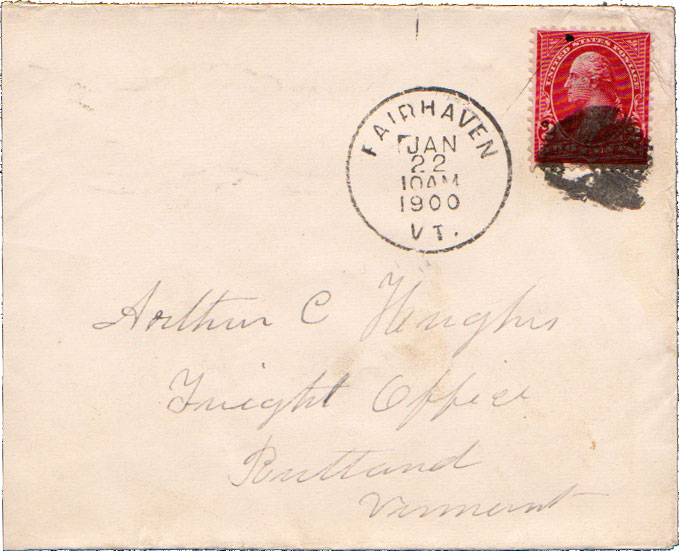 UNITED STATES POSTAGE
FAIRHAVEN
JAN
22
10AM
1900
VT.
Arthur C Hughes
Freight Office
Rutland
Vermont